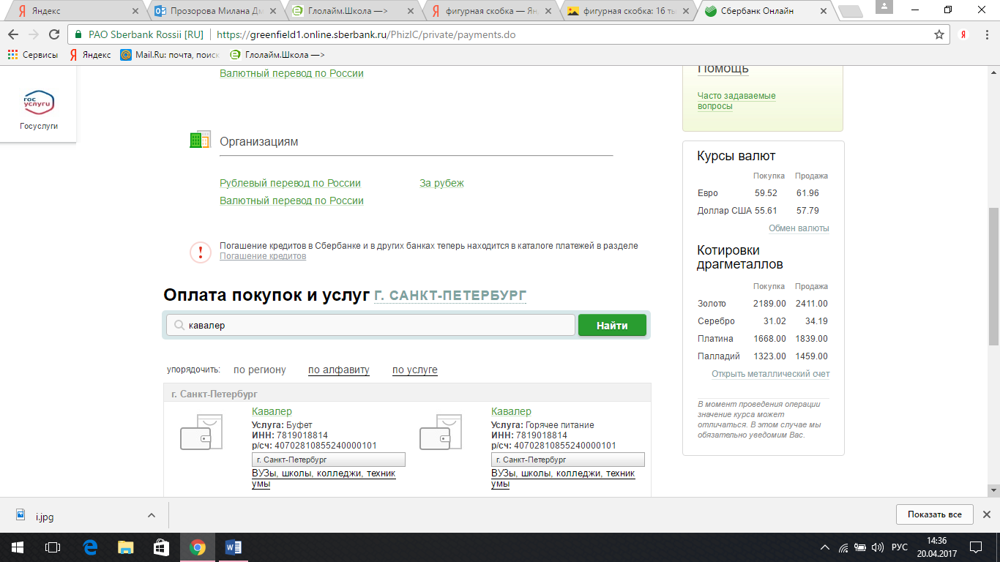 Яндекс
Прозорова Милана Дм
Глолайм.Школа —>
фигурная скобка — Ян
фигурная скобка: 16 ты
Сбербанк Онлайн
PAO Sberbank Rossii [RU]
https://greenfield1.online.sberbank.ru/PhizIC/private/payments.do
Сервисы
Яндекс
Mail.Ru: почта, поиск
Глолайм.Школа —>
гос
услуги
Госуслуги
Валютный перевод по России
Организациям
Рублевый перевод по России
За рубеж
Валютный перевод по России
Погашение кредитов в Сбербанке и в других банках теперь находится в каталоге платежей в разделе
Погашение кредитов
Оплата покупок и услуг Г. САНКТ-ПЕТЕРБУРГ
кавалер
Найти
упорядочить: по региону по алфавиту по услуге
г. Санкт-Петербург
Кавалер
Услуга: Буфет
ИНН: 7819018814
р/сч: 40702810855240000101
г. Санкт-Петербург
ВУЗы, школы, колледжи, техник
умы
Кавалер
Услуга: Горячее питание
ИНН: 7819018814
р/сч: 40702810855240000101
г. Санкт-Петербург
ВУЗы, школы, колледжи, техник
умы
Помощь
Часто задаваемые
вопросы
Курсы валют
Покупка Продажа
Евро 59.52 61.96
Доллар США 55.61 57.79
Обмен валюты
Котировки
драгметаллов
Покупка Продажа
Золото 2189.00 2411.00
Серебро 31.02 34.19
Платина 1668.00 1839.00
Палладий 1323.00 1459.00
Открыть металлический счет
В момент проведения операции
значение курса может
отличаться. В этом случае мы
обязательно уведомим Вас.
i.jpg
Показать все
РУС
14:36
20.04.2017